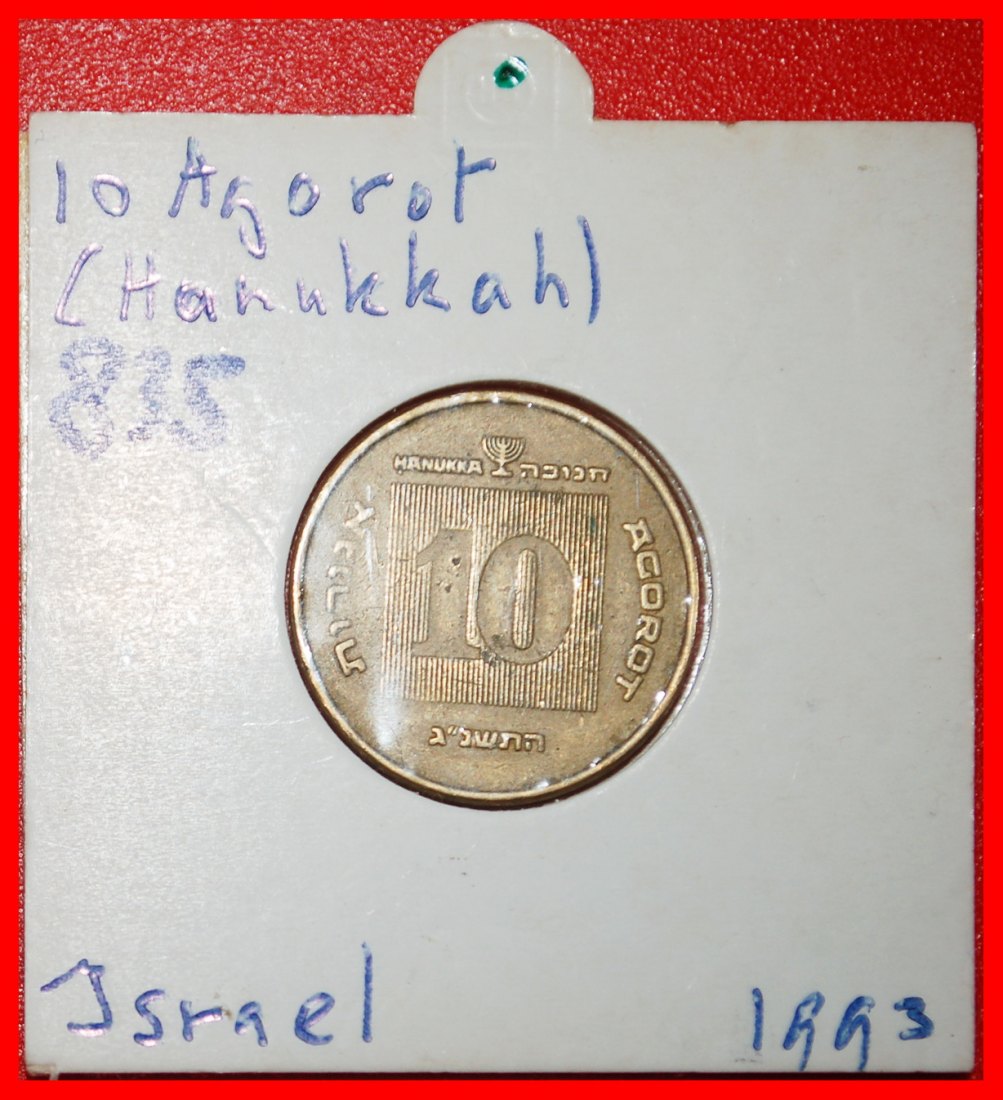 10 Agorot
(Hanukkah)
835
HANUKKA חנוכה
אגורות
10
AGOROT
התשנ"ג
Israel
1993